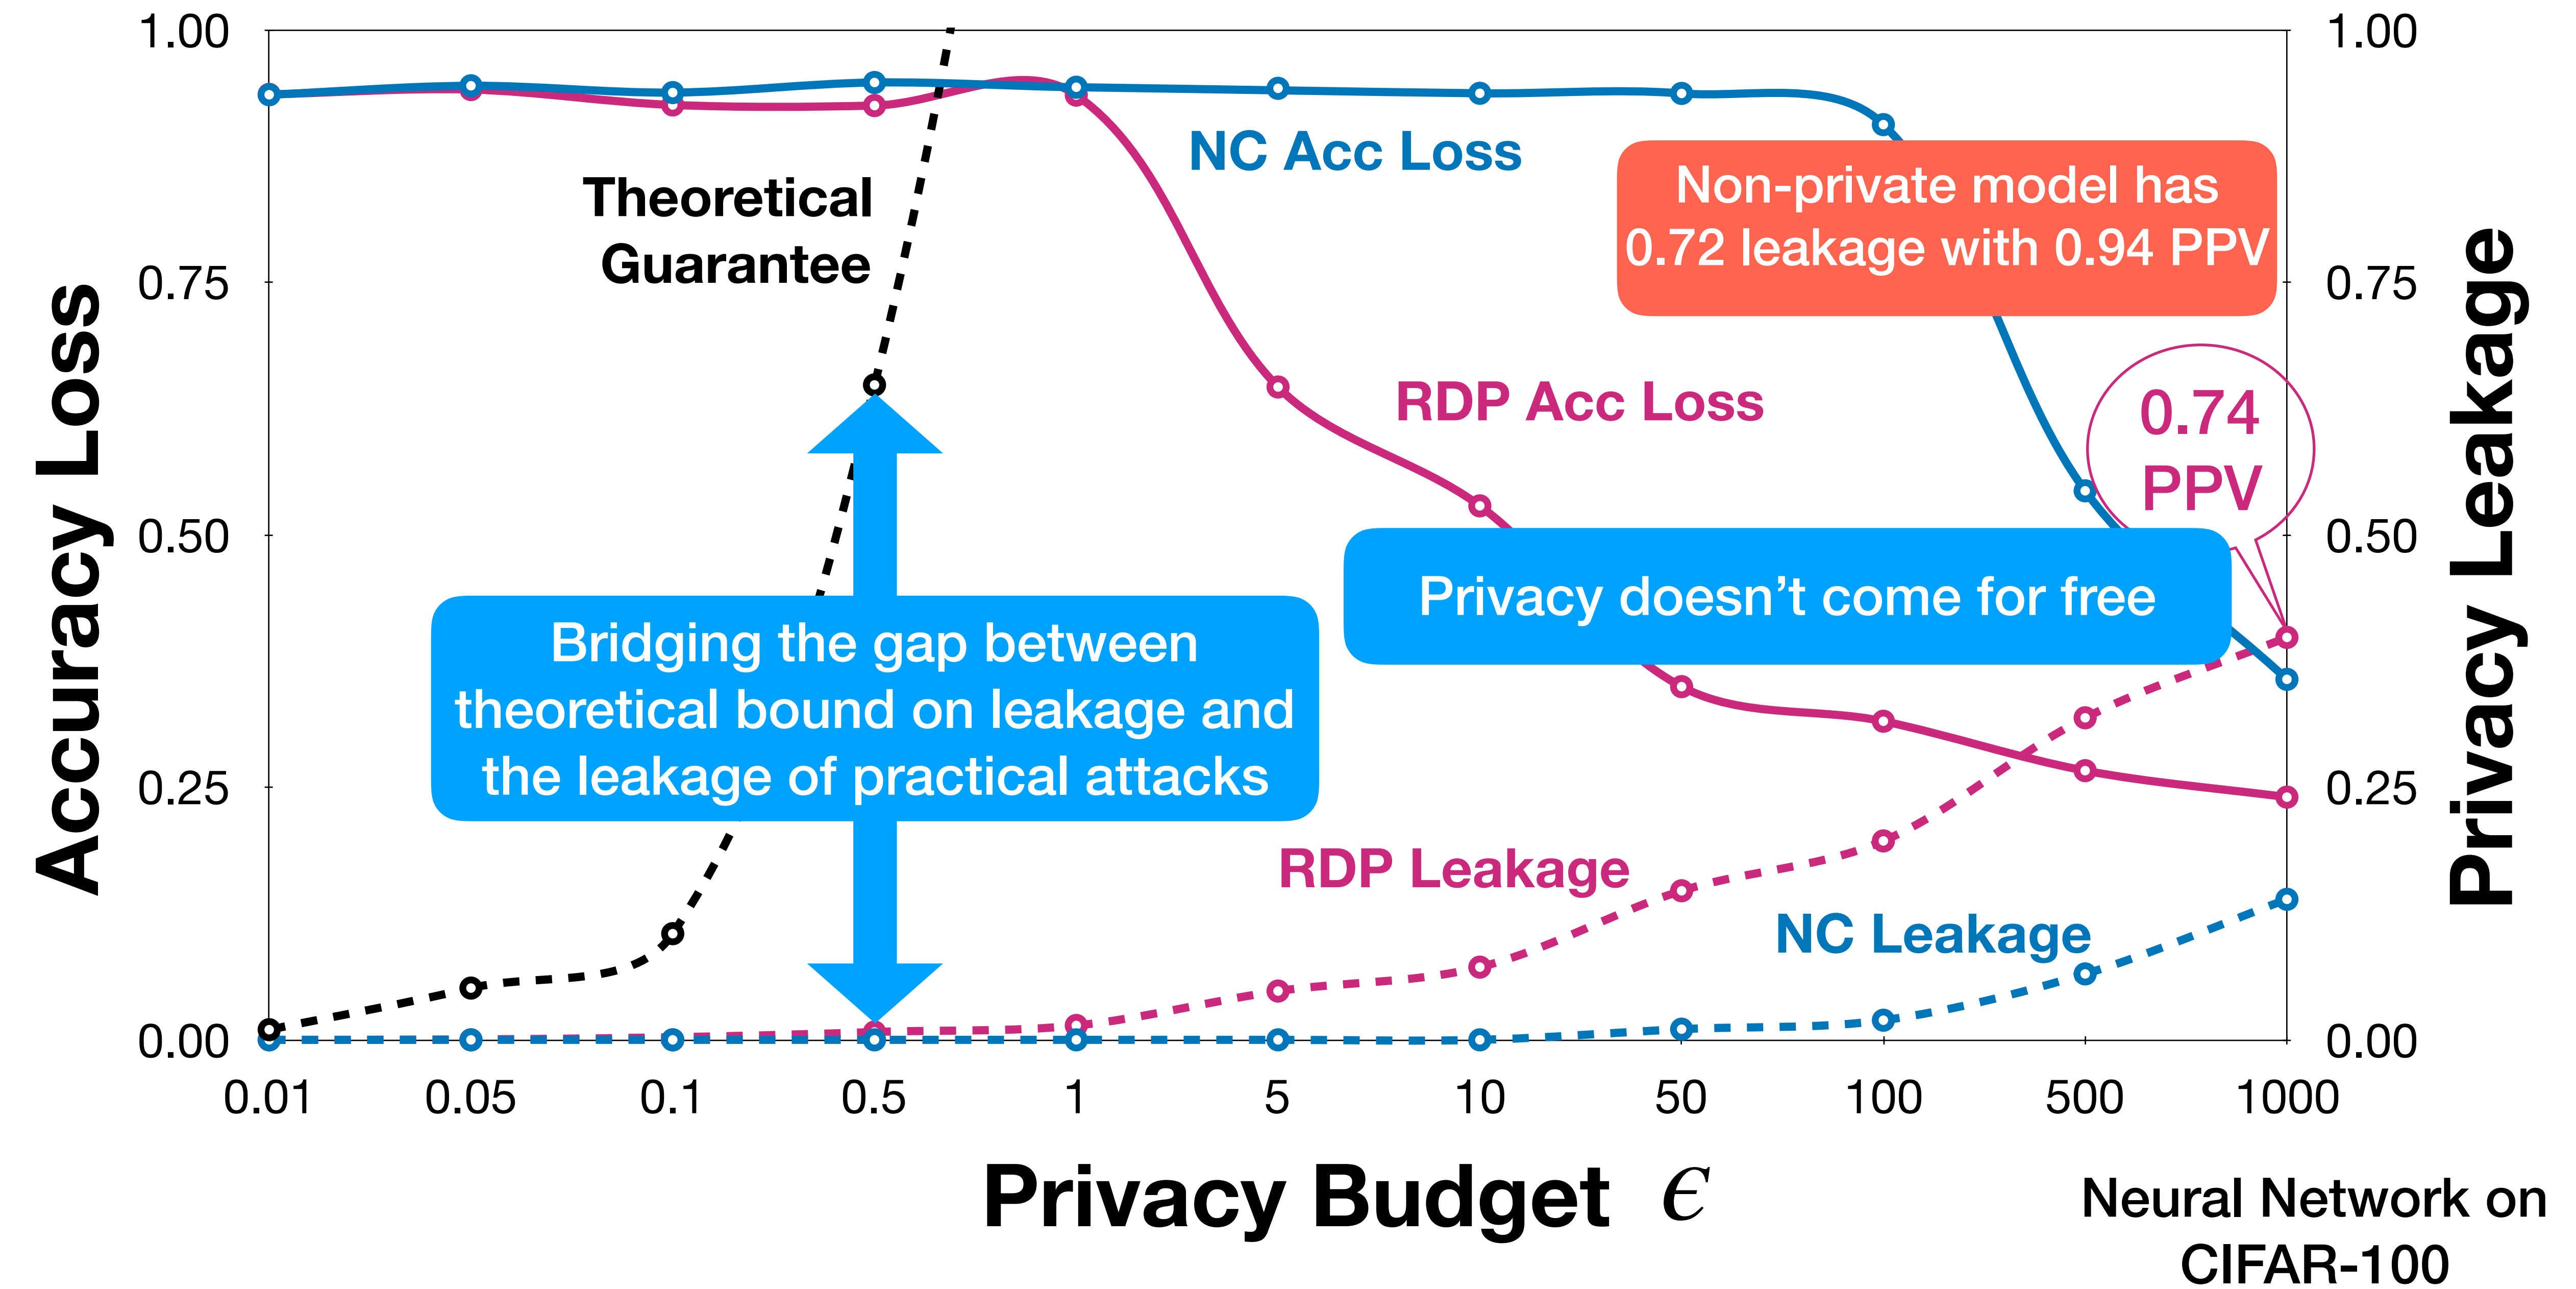 1.00
0.75
0.50
0.25
0.00
Accuracy Loss
1.00
0.75
0.50
0.25
0.00
Privacy Leakage
Theoretical
Guarantee
NC Acc Loss
Non-private model has
0.72 leakage with 0.94 PPV
RDP Acc Loss
0.74
PPV
Privacy doesn’t come for free
Bridging the gap between
theoretical bound on leakage and
the leakage of practical attacks
RDP Leakage
NC Leakage
0.01 0.05 0.1 0.5 1 5 10 50 100 500 1000
Privacy Budget ϵ
Neural Network on
CIFAR-100